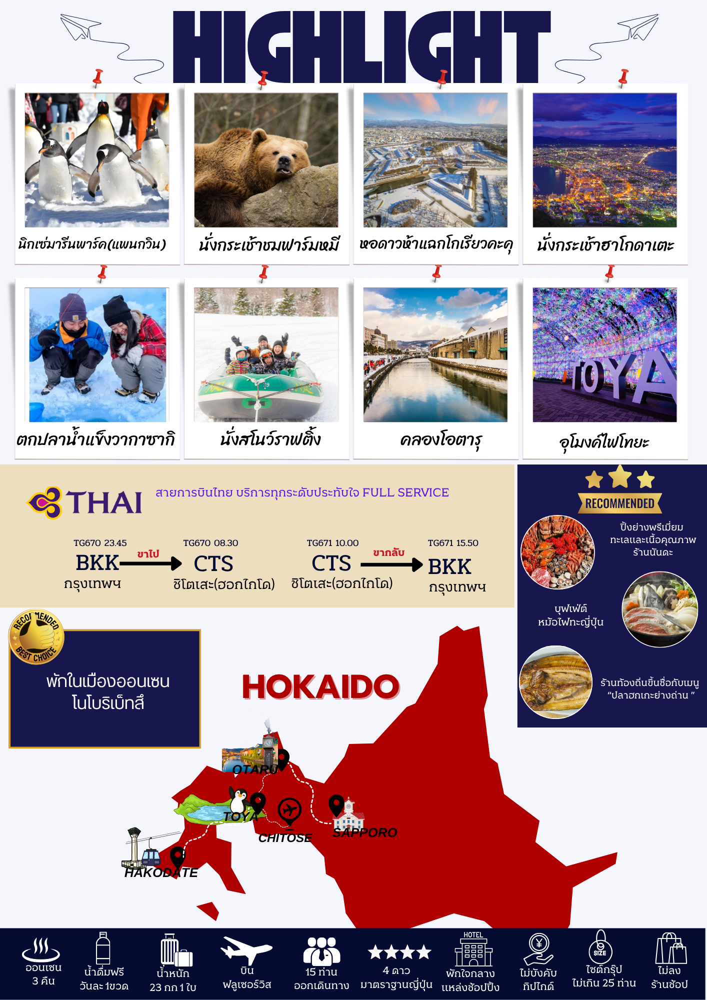 HIGHLIGHT
นิกเซ่มารีนพาร์ค(แพนกวิน)
นั่งกระเช้าชมฟาร์มหมี
หอดาวห้าแฉกโกเรียวคะคุ
นั่งกระเช้าฮาโกดาเตะ
29
TOYA
ตกปลาน้ำแข็งวากาซากิ
นั่งสโนว์ราฟติ้ง
คลองโอตารุ
อุโมงค์ไฟโทยะ
THAI
สายการบินไทย บริการทุกระดับประทับใจ FULL SERVICE
TG670 23.45
BKK
กรุงเทพฯ
ขาไป
TG670 08.30
CTS
ชิโตเสะ(ฮอกไกโด)
TG671 10.00
CTS
ชิโตเสะ(ฮอกไกโด)
ขากลับ
TG671 15.50
BKK
กรุงเทพฯ
RECOMMENDED
ปิ้งย่างพรีเมี่ยม
ทะเลและเนื้อคุณภาพ
ร้านนันดะ
บุฟเฟ่ต์
หม้อไฟทะญี่ปุ่น
ร้านท้องถิ่นขึ้นชื่อกับเมนู
“ปลาฮกเกะย่างถ่าน ”
RECOMMENDED
BEST CHOICE
พักในเมืองออนเซน
โนโบริเบ็ทสึ
HOKAIDO
OTARU
TOYA
CHITOSE
SAPPORO
HAKODATE
ออนเซน
3 คืน
น้ำดื่มฟรี
วันละ 1ขวด
น้ำหนัก
23 กก 1 ใบ
บิน
ฟลูเซอร์วิส
15 ท่าน
ออกเดินทาง
4 ดาว
มาตราฐานญี่ปุ่น
HOTEL
พักใจกลาง
แหล่งช้อปปิ้ง
ไม่บังคับ
ทิปไกด์
SIZE
ไซต์กรุ๊ป
ไม่เกิน 25 ท่าน
ไม่ลง
ร้านช้อป